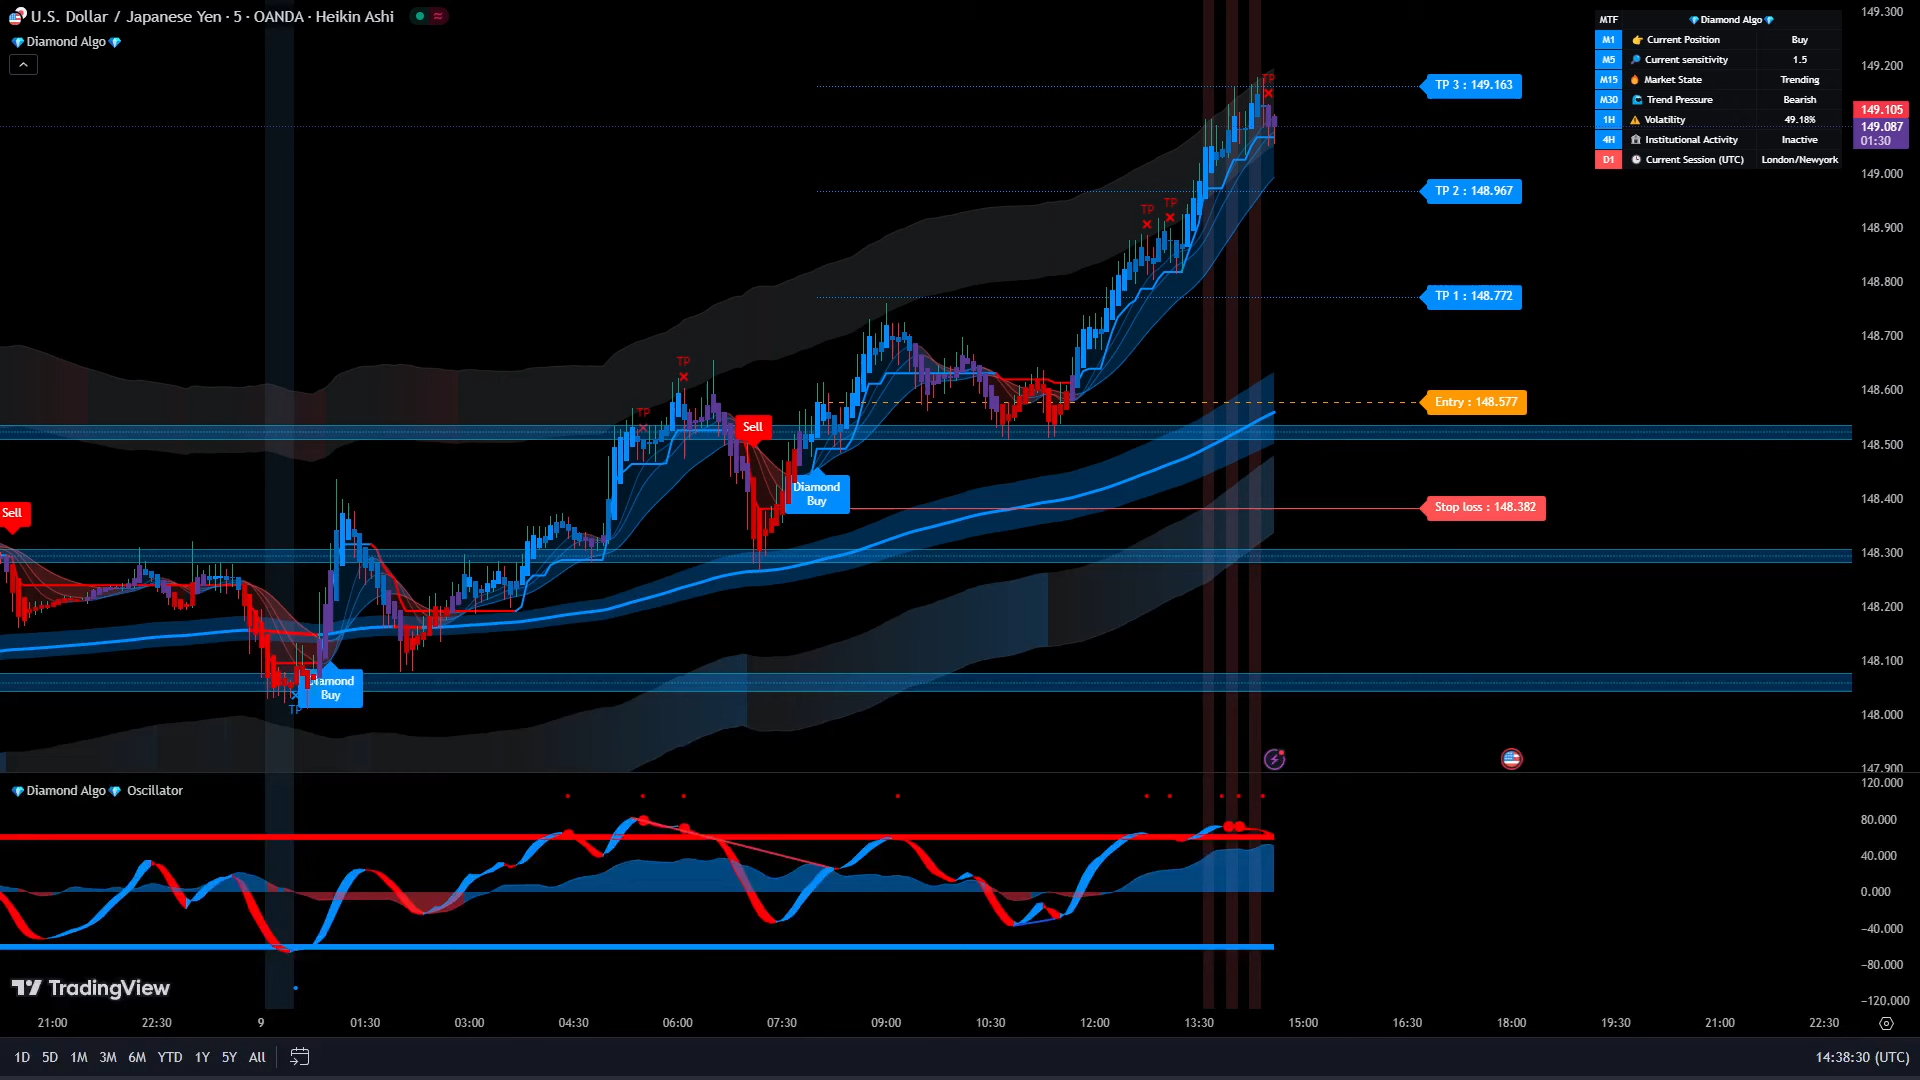 U.S. Dollar / Japanese Yen · 5 · OANDA · Heikin Ashi
💎Diamond Algo💎
MTF 💎Diamond Algo💎
M1 👉 Current Position Buy
M5 🔎 Current sensitivity 1.5
M15 🔥 Market State Trending
M30 🌊 Trend Pressure Bearish
1H ⚠️ Volatility 49.18%
4H 🏦 Institutional Activity Inactive
D1 🕒 Current Session (UTC) London/Newyork
149.300
149.200
149.105
149.087
01:30
149.000
148.900
148.800
148.700
148.600
148.500
148.400
148.300
148.200
148.100
148.000
147.900
TP
TP 3 : 149.163
TP 2 : 148.967
TP TP
TP 1 : 148.772
TP
TP
Entry : 148.577
Sell
Diamond
Buy
Stop loss : 148.382
Sell
Diamond
Buy
TP
💎Diamond Algo💎 Oscillator
120.000
80.000
40.000
0.000
−40.000
−80.000
−120.000
TradingView
21:00 22:30 9 01:30 03:00 04:30 06:00 07:30 09:00 10:30 12:00 13:30 15:00 16:30 18:00 19:30 21:00 22:30
1D 5D 1M 3M 6M YTD 1Y 5Y All
14:38:30 (UTC)